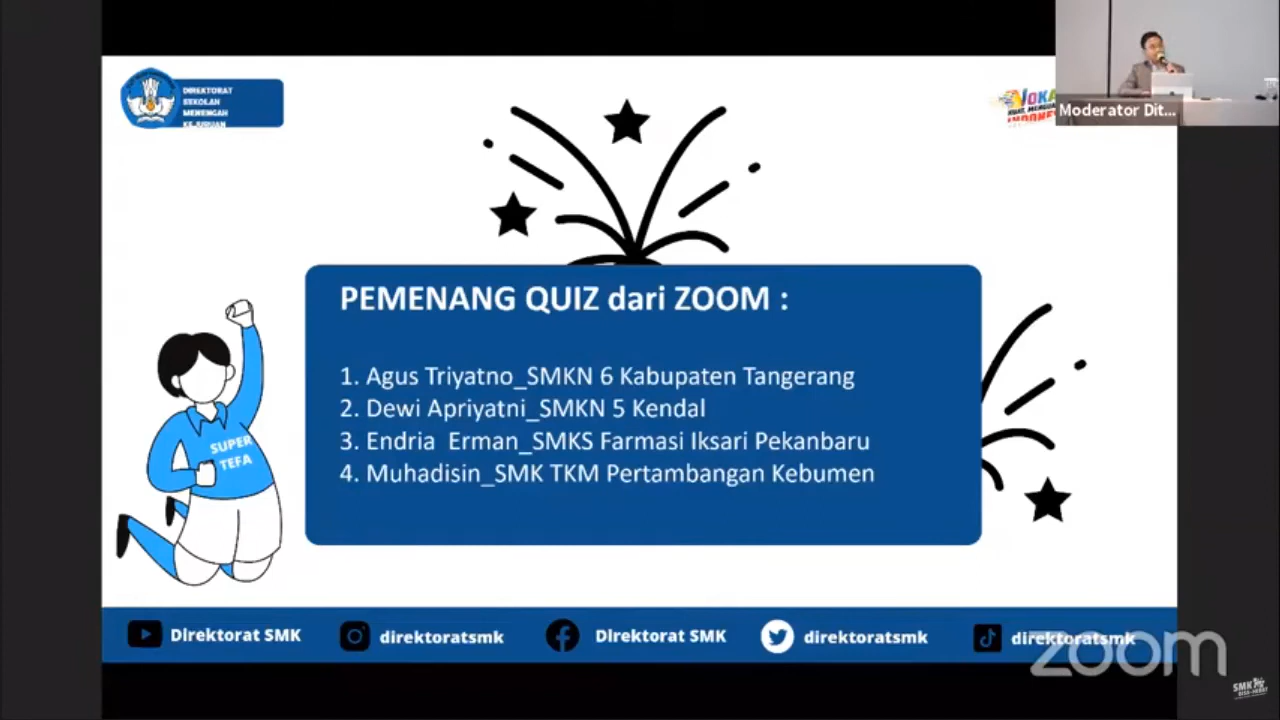 DIREKTORAT
SEKOLAH
MENENGAH
KEJURUAN
Moderator Dit...
PEMENANG QUIZ dari ZOOM :
1. Agus Triyatno_SMKN 6 Kabupaten Tangerang
2. Dewi Apriyatni_SMKN 5 Kendal
3. Endria Erman_SMKS Farmasi Iksari Pekanbaru
4. Muhadisin_SMK TKM Pertambangan Kebumen
SUPER
TEFA
Direktorat SMK
direktoratsmk
Direktorat SMK
direktoratsmk
direktoratsmk
zoom
SMK